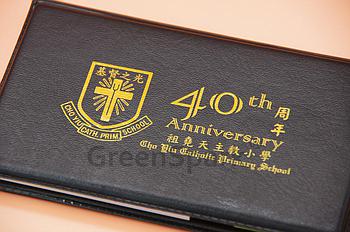 基督之光
CHO YIU
CATH. PRIM. SCHOOL
40th 周年
Anniversary
祖堯天主教小學
Cho Yiu Catholic Primary School